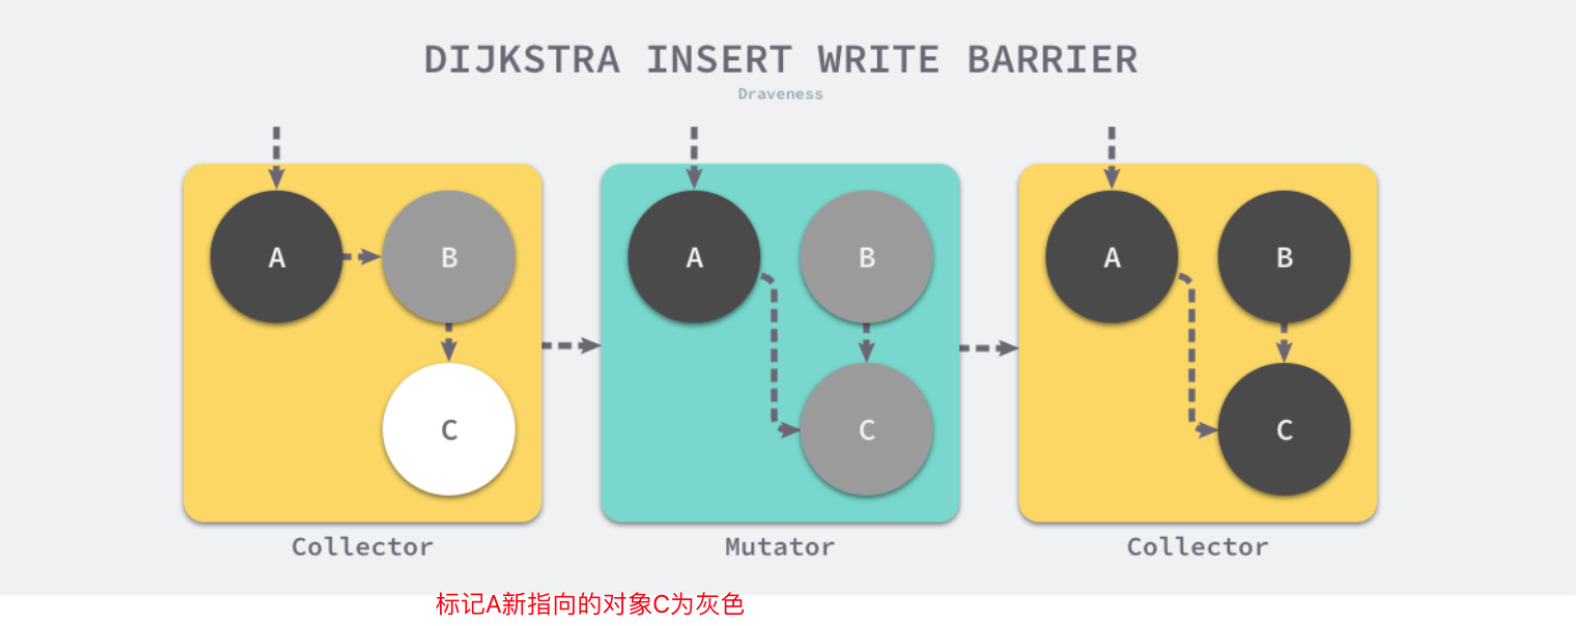 DIJKSTRA INSERT WRITE BARRIER
Draveness
A B
C
A B
C
A B
C
Collector
Mutator
Collector
标记A新指向的对象C为灰色